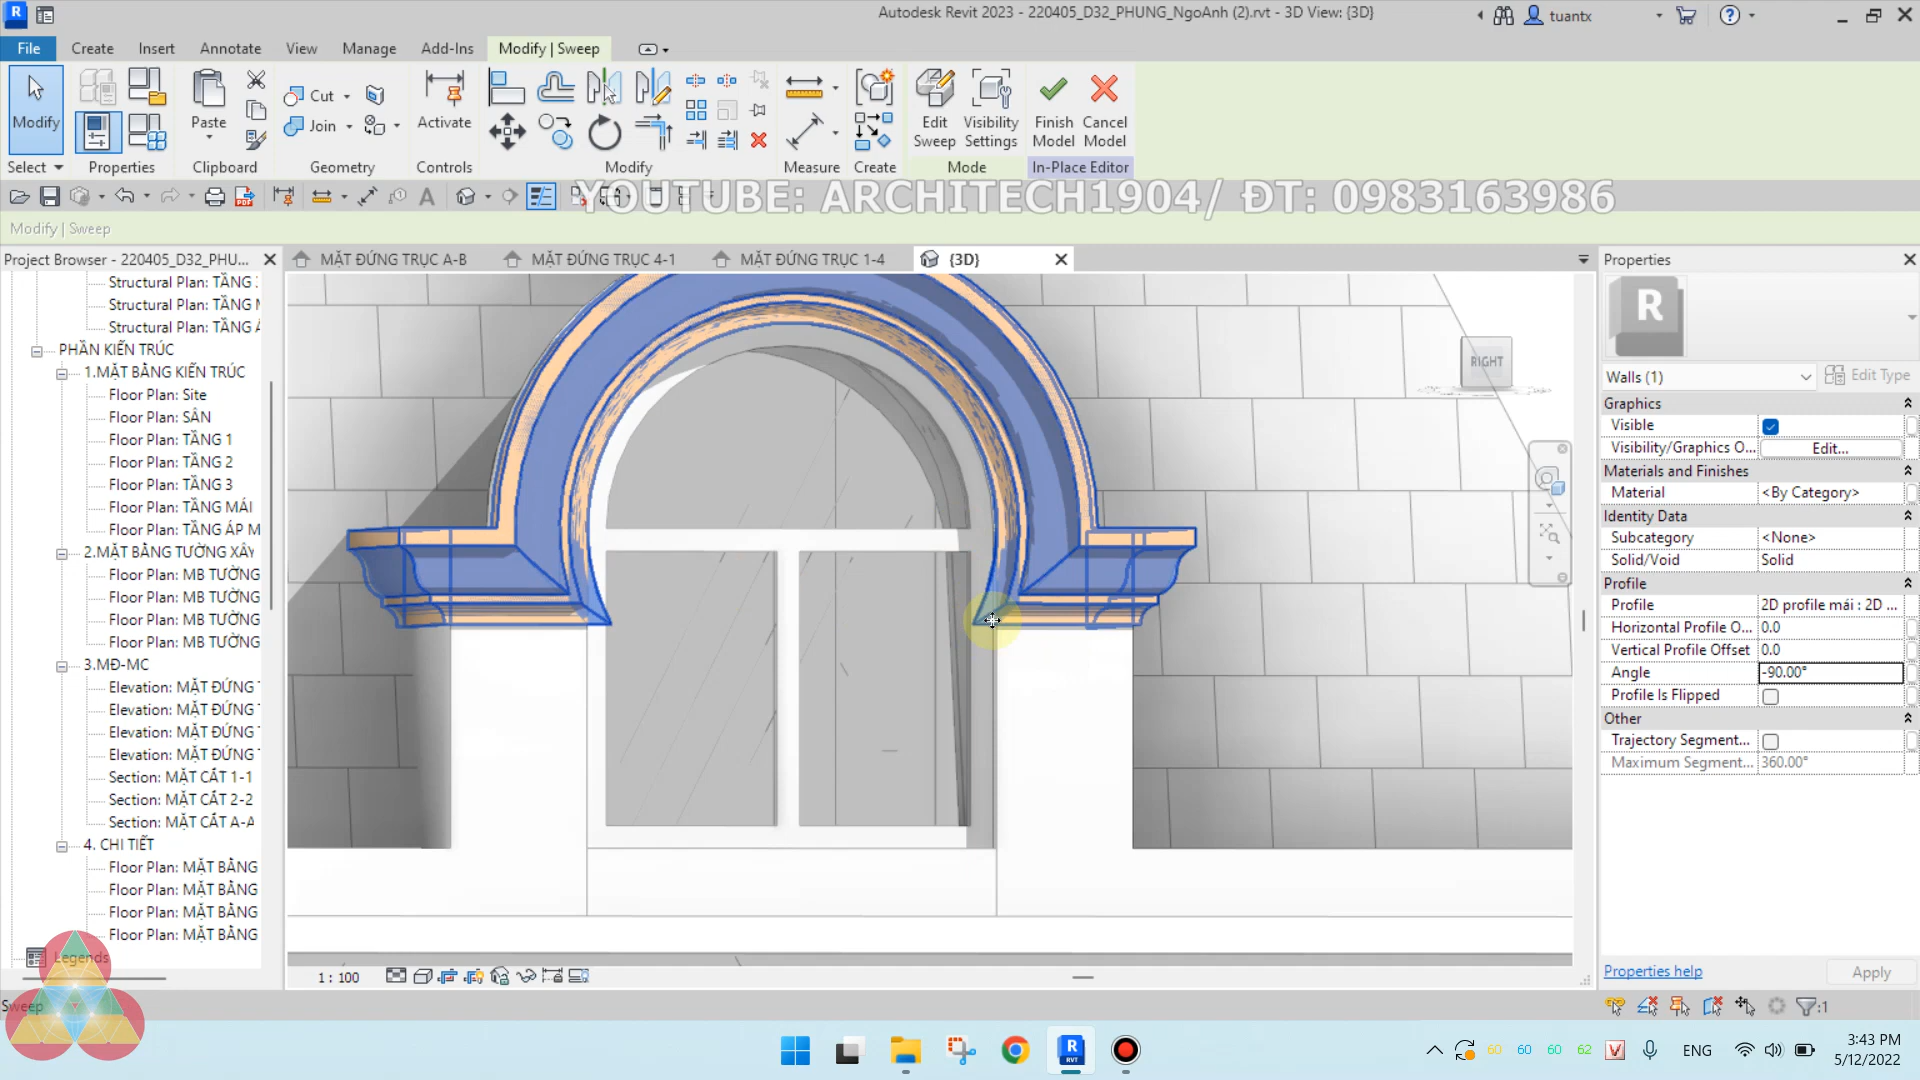 Autodesk Revit 2023 - 220405_D32_PHUNG_NgoAnh (2).rvt - 3D View: {3D}
tuantx
File
Create
Insert
Annotate
View
Manage
Add-Ins
Modify | Sweep
Modify
Paste
Cut
Join
Activate
Edit Sweep
Visibility Settings
Finish Model
Cancel Model
Select
Properties
Clipboard
Geometry
Controls
Modify
Measure
Create
Mode
In-Place Editor
YOUTUBE: ARCHITECH1904/ ĐT: 0983163986
Modify | Sweep
Project Browser - 220405_D32_PHU...
MẶT ĐỨNG TRỤC A-B
MẶT ĐỨNG TRỤC 4-1
MẶT ĐỨNG TRỤC 1-4
{3D}
Properties
Structural Plan: TẦNG
Structural Plan: TẦNG
Structural Plan: TẦNG
PHẦN KIẾN TRÚC
1.MẶT BẰNG KIẾN TRÚC
Floor Plan: Site
Floor Plan: SÂN
Floor Plan: TẦNG 1
Floor Plan: TẦNG 2
Floor Plan: TẦNG 3
Floor Plan: TẦNG MÁI
Floor Plan: TẦNG ÁP M
2.MẶT BẰNG TƯỜNG XÂY
Floor Plan: MB TƯỜNG
Floor Plan: MB TƯỜNG
Floor Plan: MB TƯỜNG
Floor Plan: MB TƯỜNG
3.MĐ-MC
Elevation: MẶT ĐỨNG
Elevation: MẶT ĐỨNG
Elevation: MẶT ĐỨNG
Elevation: MẶT ĐỨNG
Section: MẶT CẮT 1-1
Section: MẶT CẮT 2-2
Section: MẶT CẮT A-A
4. CHI TIẾT
Floor Plan: MẶT BẰNG
Floor Plan: MẶT BẰNG
Floor Plan: MẶT BẰNG
Floor Plan: MẶT BẰNG
Legends
RIGHT
R
Walls (1)
Edit Type
Graphics
Visible
Visibility/Graphics O... Edit...
Materials and Finishes
Material <By Category>
Identity Data
Subcategory <None>
Solid/Void Solid
Profile
Profile 2D profile mái : 2D ...
Horizontal Profile O... 0.0
Vertical Profile Offset 0.0
Angle -90.00°
Profile Is Flipped
Other
Trajectory Segment...
Maximum Segment... 360.00°
Properties help
Apply
1 : 100
Sweep
:1
60 60 60 62
ENG
3:43 PM
5/12/2022